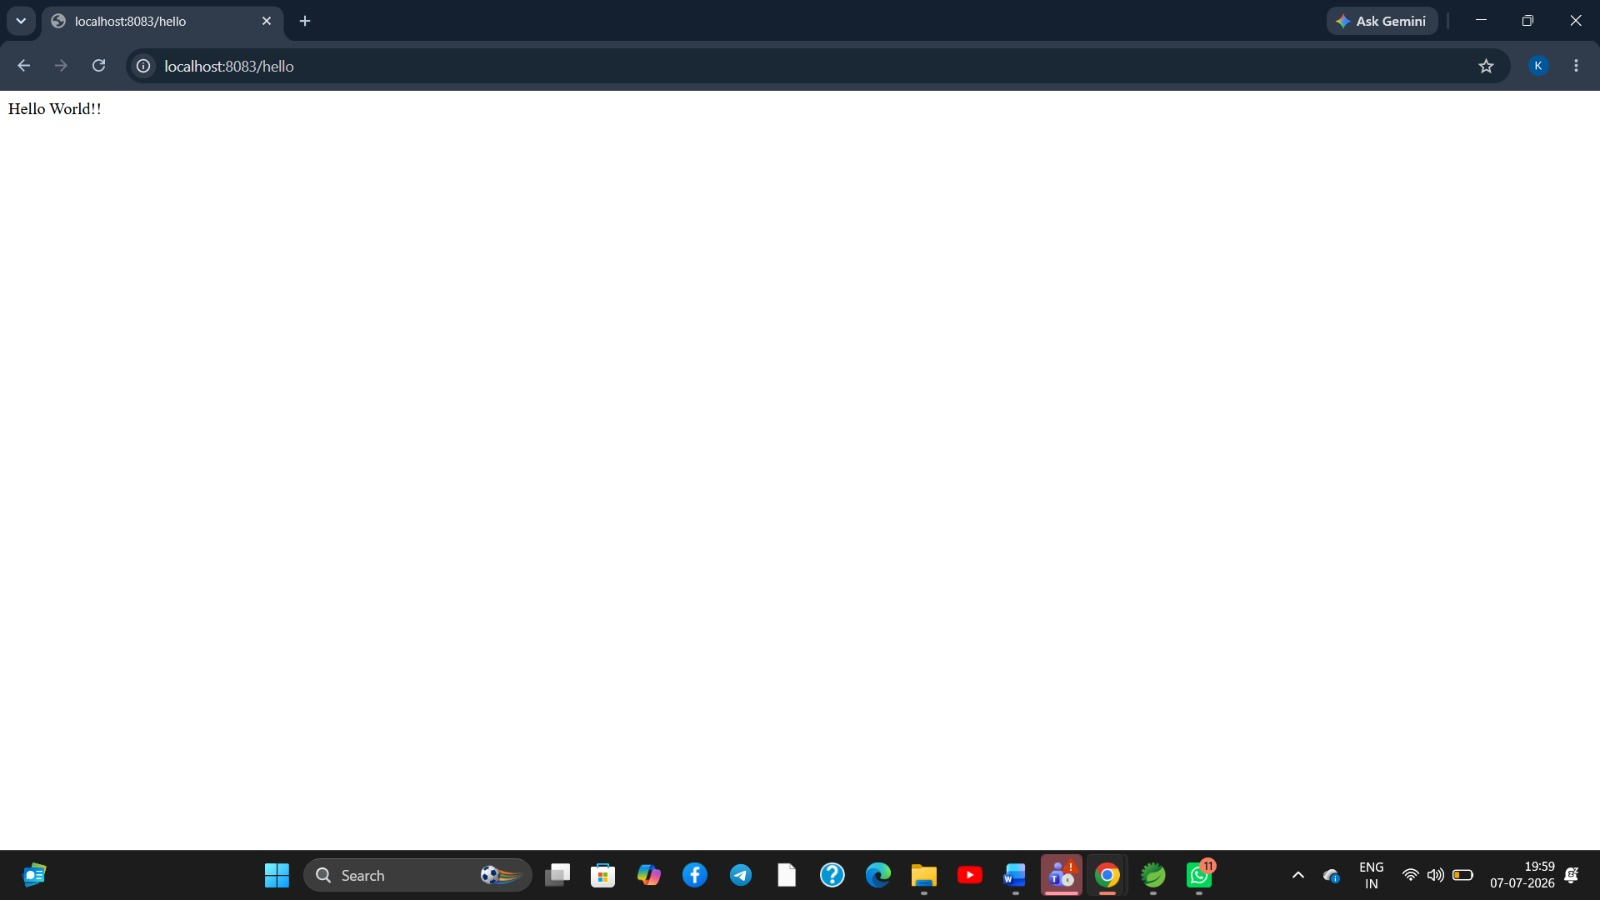 localhost:8083/hello
Ask Gemini
localhost:8083/hello
K
Hello World!!
Search
11
ENG
IN
19:59
07-07-2026